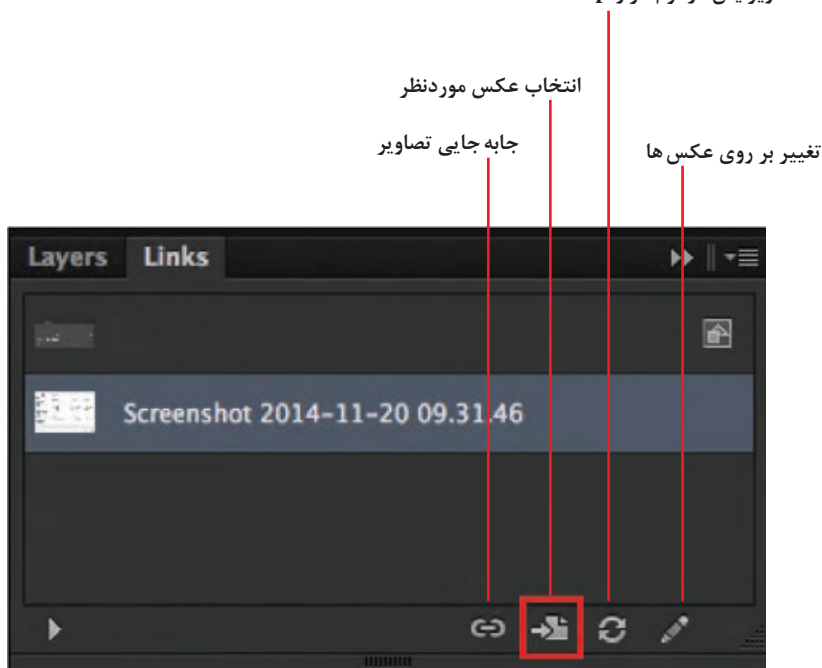 انتخاب عکس موردنظر
جابه‌جایی تصاویر
تغییر بر روی عکس‌ها
Layers
Links
Screenshot 2014-11-20 09.31.46